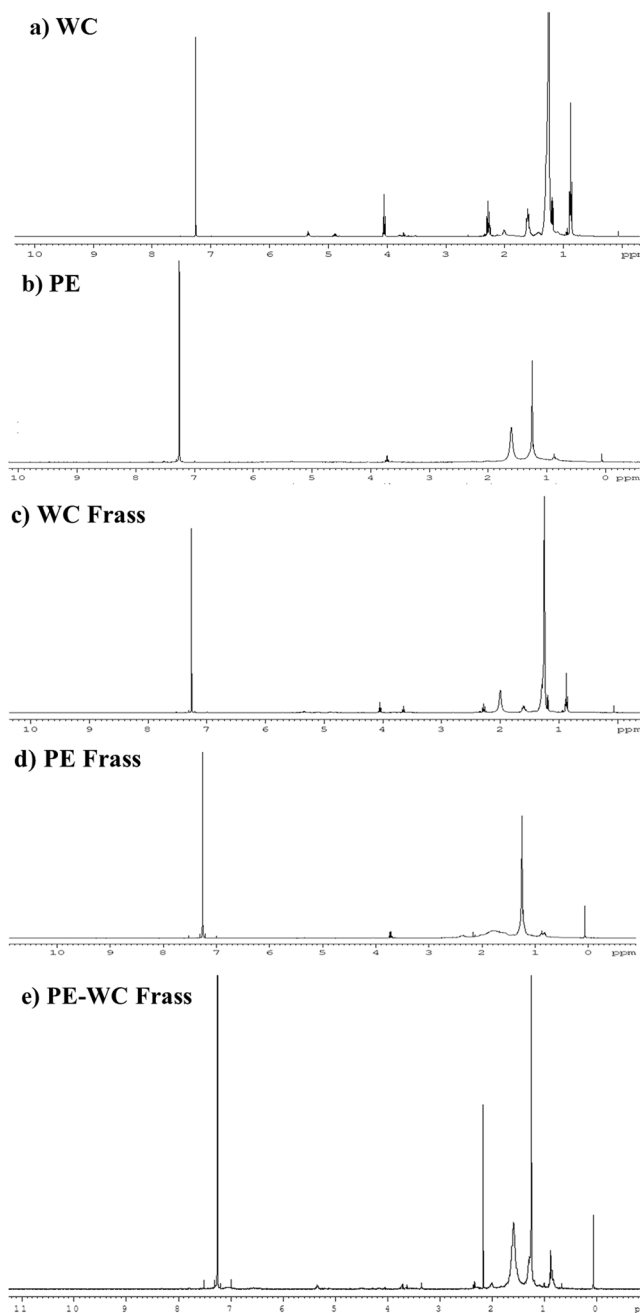 a) WC
10 9 8 7 6 5 4 3 2 1 ppm
b) PE
10 9 8 7 6 5 4 3 2 1 0 ppm
c) WC Frass
10 9 8 7 6 5 4 3 2 1 ppm
d) PE Frass
10 9 8 7 6 5 4 3 2 1 0 ppm
e) PE-WC Frass
11 10 9 8 7 6 5 4 3 2 1 0